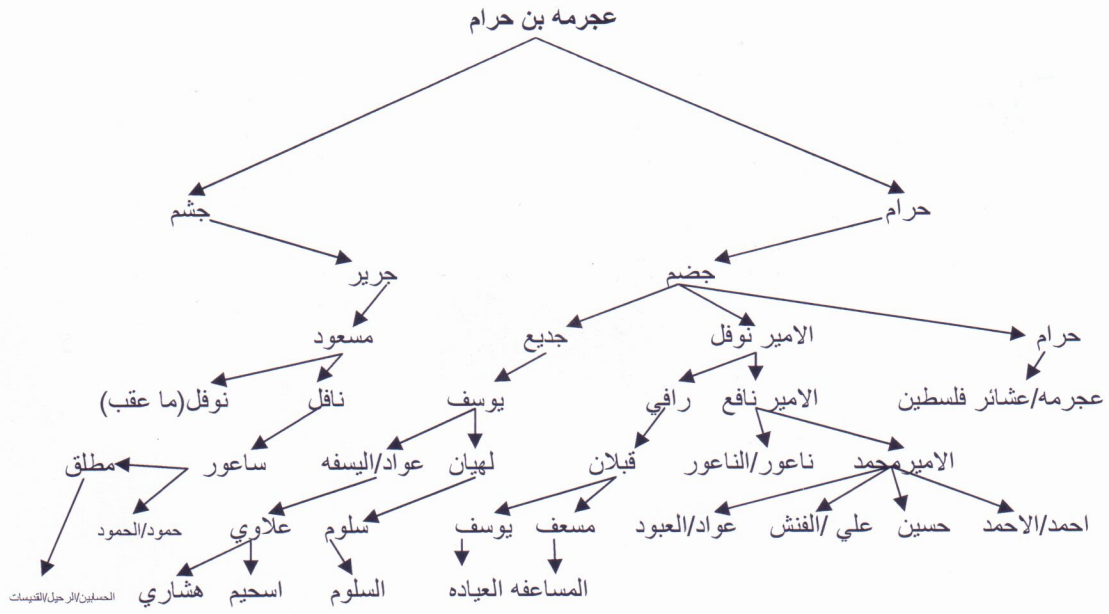 عجرمه بن حرام
حرام
جشم
جضم
جرير
حرام
الامير نوفل
جديع
مسعود
عجرمه/عشائر فلسطين
الامير نافع
رافي
يوسف
نافل
نوفل(ما عقب)
الاميرمحمد
ناعور/الناعور
قبلان
لهيان
عواد/اليسفه
ساعور
مطلق
احمد/الاحمد
حسين
علي /الفنش
عواد/العبود
مسعف
يوسف
سلوم
علاوي
حمود/الحمود
المساعفه
العياده
السلوم
اسحيم
هشاري
الحسابين/الرحيل/القنيسات